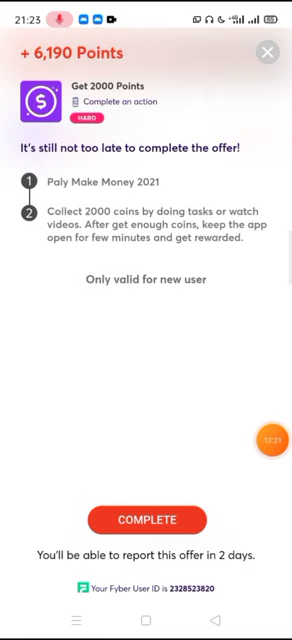 21:23
+ 6,190 Points
Get 2000 Points
Complete an action
HARD
It's still not too late to complete the offer!
1 Paly Make Money 2021
2 Collect 2000 coins by doing tasks or watch
videos. After get enough coins, keep the app
open for few minutes and get rewarded.
Only valid for new user
12:21
COMPLETE
You'll be able to report this offer in 2 days.
Your Fyber User ID is 2328523820